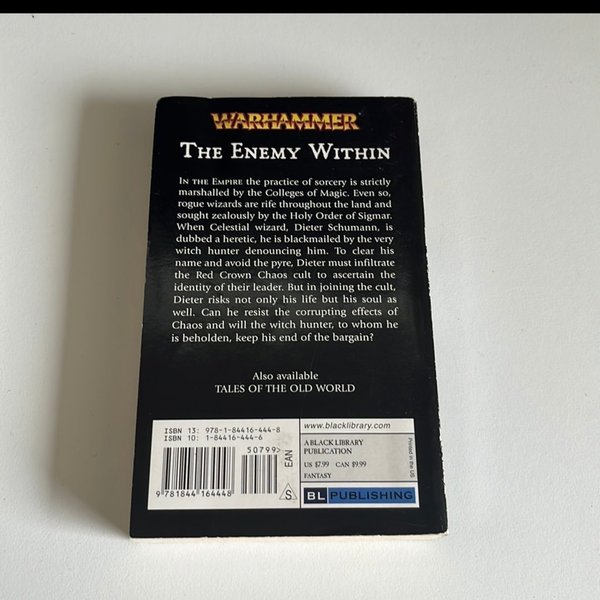 WARHAMMER
THE ENEMY WITHIN
IN THE EMPIRE the practice of sorcery is strictly
marshalled by the Colleges of Magic. Even so,
rogue wizards are rife throughout the land and
sought zealously by the Holy Order of Sigmar.
When Celestial wizard, Dieter Schumann, is
dubbed a heretic, he is blackmailed by the very
witch hunter denouncing him. To clear his
name and avoid the pyre, Dieter must infiltrate
the Red Crown Chaos cult to ascertain the
identity of their leader. But in joining the cult,
Dieter risks not only his life but his soul as
well. Can he resist the corrupting effects of
Chaos and will the witch hunter, to whom he
is beholden, keep his end of the bargain?
Also available
TALES OF THE OLD WORLD
ISBN 13: 978-1-84416-444-8
ISBN 10: 1-84416-444-6
50799>
EAN
9 781844 164448
S
www.blacklibrary.com
A BLACK LIBRARY
PUBLICATION
US $7.99 CAN $9.99
FANTASY
Printed in the US
BL PUBLISHING